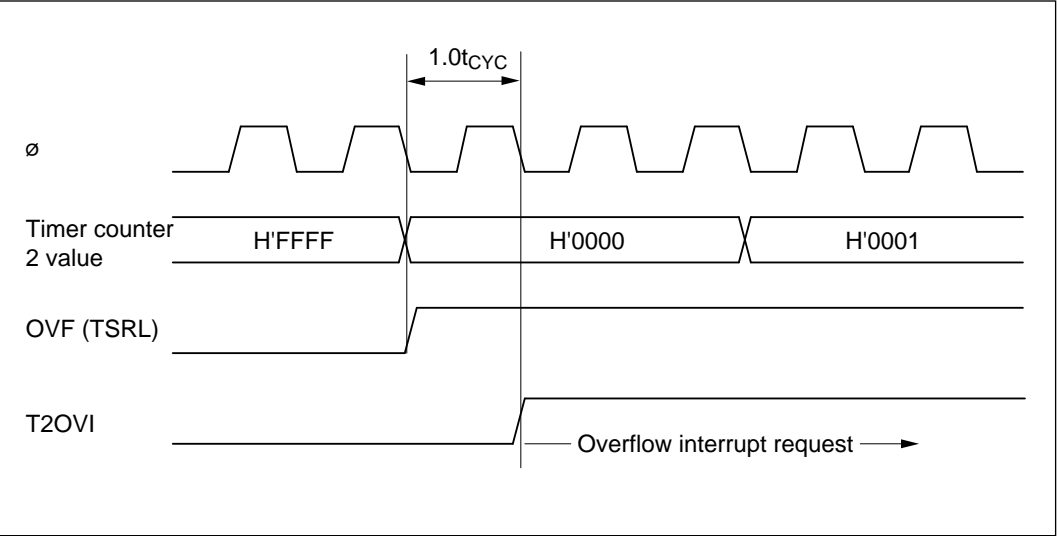 1.0tCYC
ø
Timer counter
2 value
H'FFFF
H'0000
H'0001
OVF (TSRL)
T2OVI
Overflow interrupt request